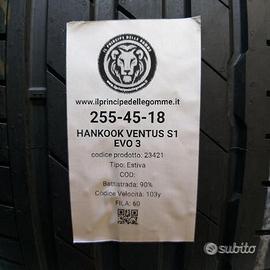 IL PRINCIPE DELLE GOMME
www.ilprincipedellegomme.it
255-45-18
HANKOOK VENTUS S1
EVO 3
codice prodotto: 23421
Tipo: Estiva
COD:
Battistrada: 90%
Codice Velocità: 103y
FILA: 60
subito